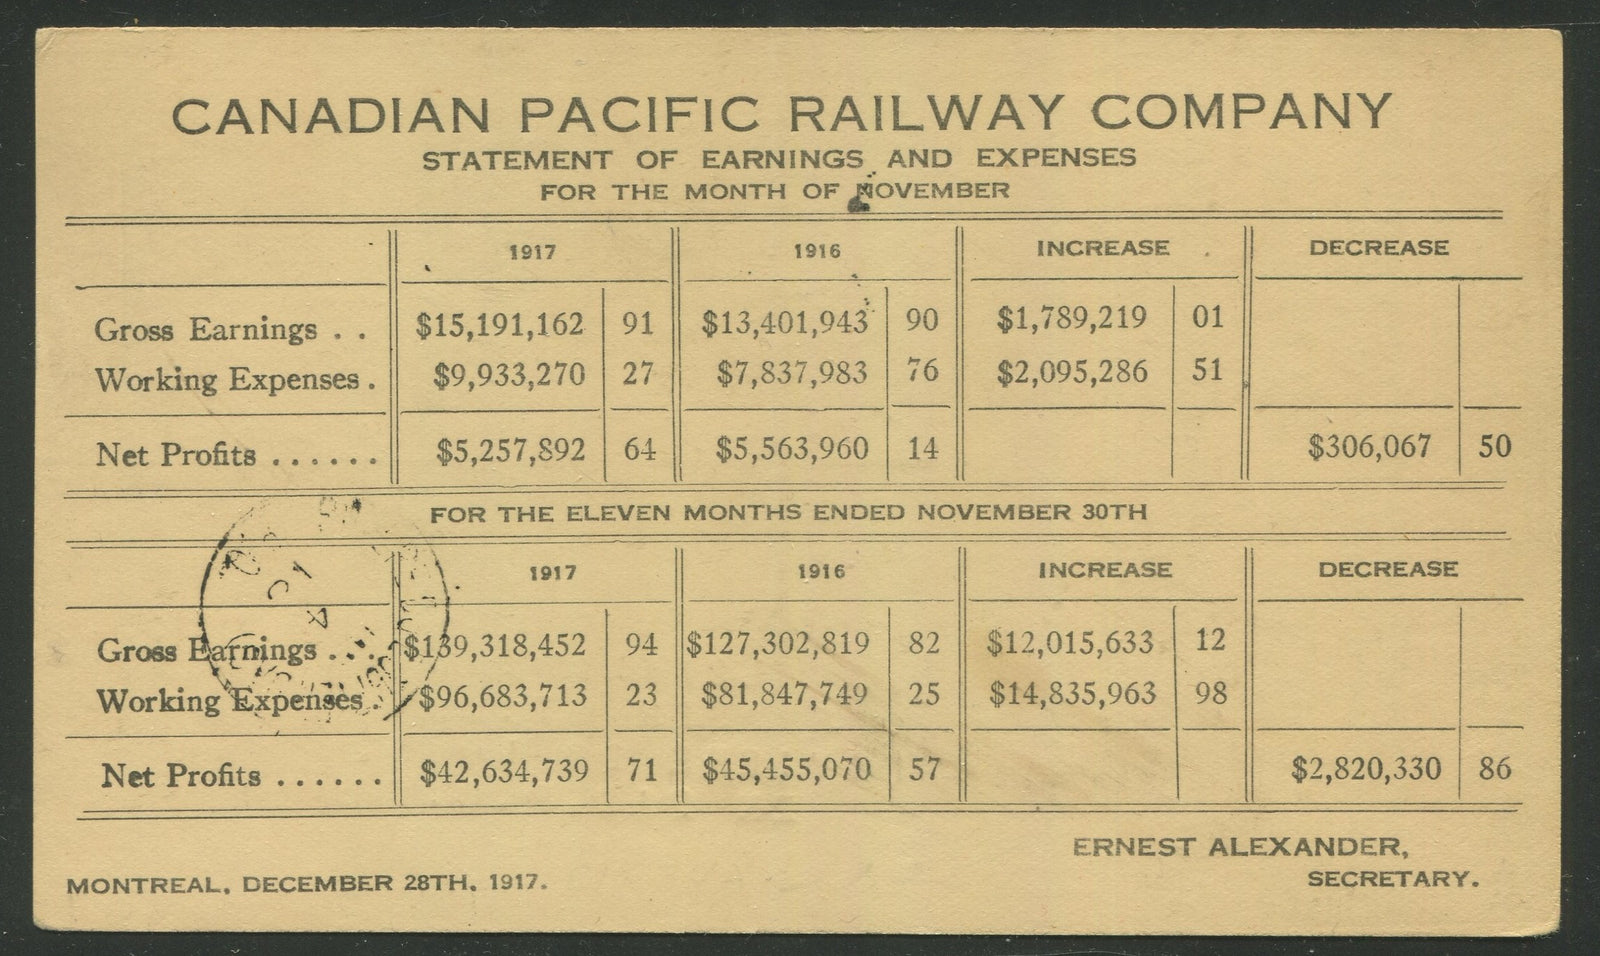 CANADIAN PACIFIC RAILWAY COMPANY
STATEMENT OF EARNINGS AND EXPENSES
FOR THE MONTH OF NOVEMBER
1917 1916 INCREASE DECREASE
Gross Earnings . . $15,191,162 91 $13,401,943 90 $1,789,219 01
Working Expenses . $9,933,270 27 $7,837,983 76 $2,095,286 51
Net Profits . . . . . . $5,257,892 64 $5,563,960 14 $306,067 50
FOR THE ELEVEN MONTHS ENDED NOVEMBER 30TH
1917 1916 INCREASE DECREASE
Gross Earnings . . . $139,318,452 94 $127,302,819 82 $12,015,633 12
Working Expenses . $96,683,713 23 $81,847,749 25 $14,835,963 98
Net Profits . . . . . . $42,634,739 71 $45,455,070 57 $2,820,330 86
ERNEST ALEXANDER,
MONTREAL, DECEMBER 28TH, 1917. SECRETARY.